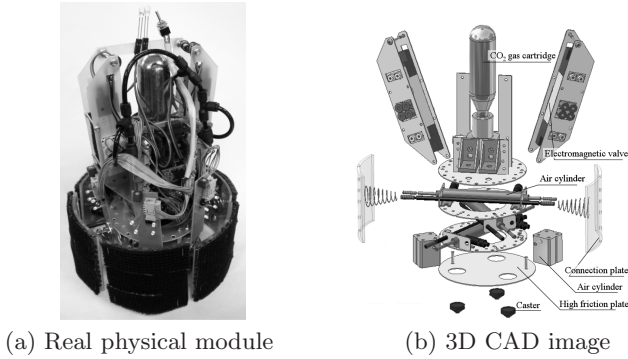 CO₂ gas cartridge
Electromagnetic valve
Air cylinder
Connection plate
Air cylinder
High friction plate
Caster
(a) Real physical module
(b) 3D CAD image